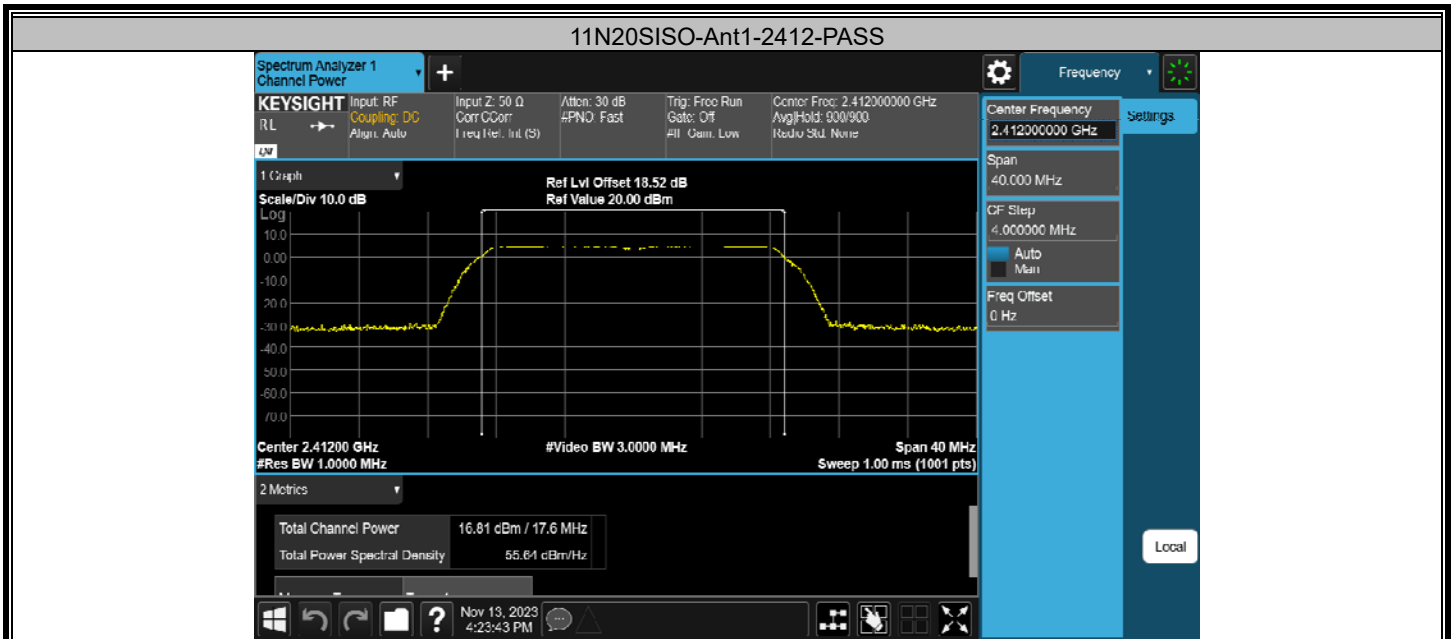 11N20SISO-Ant1-2412-PASS
Spectrum Analyzer 1
Channel Power
+
Frequency
KEYSIGHT
RL
Input: RF
Coupling: DC
Align: Auto
Input Z: 50 Ω
Corr CCorr
Freq Ref: Int (S)
Atten: 30 dB
#PNO: Fast
Trig: Free Run
Gate: Off
#IF Gain: Low
Center Freq: 2.412000000 GHz
Avg|Hold: 900/900
Radio Std: None
Center Frequency
2.412000000 GHz
Settings
Span
40.000 MHz
CF Step
4.000000 MHz
Auto
Man
Freq Offset
0 Hz
1 Graph
Scale/Div 10.0 dB
Ref Lvl Offset 18.52 dB
Ref Value 20.00 dBm
Log
10.0
0.00
-10.0
20.0
-30.0
-40.0
50.0
-60.0
70.0
Center 2.41200 GHz
#Video BW 3.0000 MHz
Span 40 MHz
#Res BW 1.0000 MHz
Sweep 1.00 ms (1001 pts)
2 Metrics
Total Channel Power
16.81 dBm / 17.6 MHz
Total Power Spectral Density
55.64 dBm/Hz
Local
?
Nov 13, 2023
4:23:43 PM